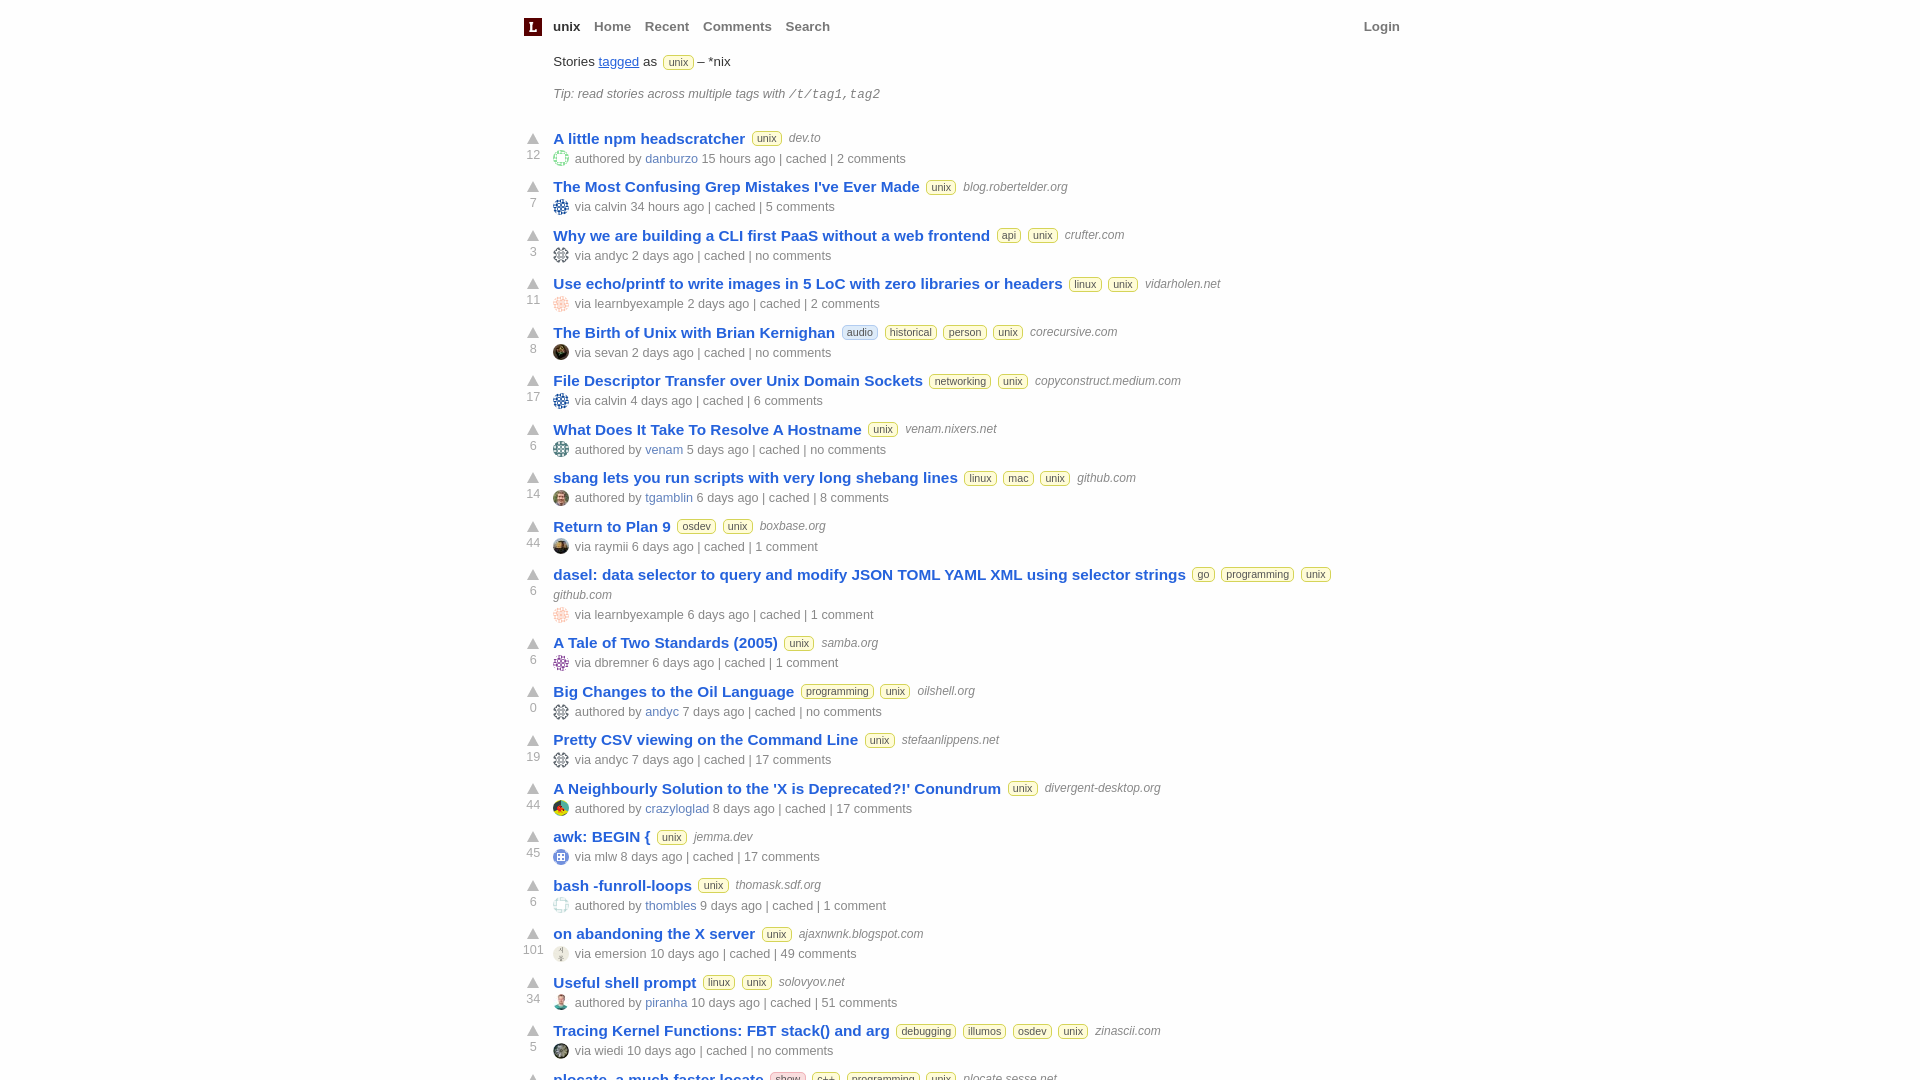 L unix Home Recent Comments Search Login
Stories tagged as unix – *nix
Tip: read stories across multiple tags with /t/tag1,tag2
A little npm headscratcher unix dev.to
12 authored by danburzo 15 hours ago | cached | 2 comments
The Most Confusing Grep Mistakes I've Ever Made unix blog.robertelder.org
7 via calvin 34 hours ago | cached | 5 comments
Why we are building a CLI first PaaS without a web frontend api unix crufter.com
3 via andyc 2 days ago | cached | no comments
Use echo/printf to write images in 5 LoC with zero libraries or headers linux unix vidarholen.net
11 via learnbyexample 2 days ago | cached | 2 comments
The Birth of Unix with Brian Kernighan audio historical person unix corecursive.com
8 via sevan 2 days ago | cached | no comments
File Descriptor Transfer over Unix Domain Sockets networking unix copyconstruct.medium.com
17 via calvin 4 days ago | cached | 6 comments
What Does It Take To Resolve A Hostname unix venam.nixers.net
6 authored by venam 5 days ago | cached | no comments
sbang lets you run scripts with very long shebang lines linux mac unix github.com
14 authored by tgamblin 6 days ago | cached | 8 comments
Return to Plan 9 osdev unix boxbase.org
44 via raymii 6 days ago | cached | 1 comment
dasel: data selector to query and modify JSON TOML YAML XML using selector strings go programming unix
6 github.com
via learnbyexample 6 days ago | cached | 1 comment
A Tale of Two Standards (2005) unix samba.org
6 via dbremner 6 days ago | cached | 1 comment
Big Changes to the Oil Language programming unix oilshell.org
0 authored by andyc 7 days ago | cached | no comments
Pretty CSV viewing on the Command Line unix stefaanlippens.net
19 via andyc 7 days ago | cached | 17 comments
A Neighbourly Solution to the 'X is Deprecated?!' Conundrum unix divergent-desktop.org
44 authored by crazyloglad 8 days ago | cached | 17 comments
awk: BEGIN { unix jemma.dev
45 via mlw 8 days ago | cached | 17 comments
bash -funroll-loops unix thomask.sdf.org
6 authored by thombles 9 days ago | cached | 1 comment
on abandoning the X server unix ajaxnwnk.blogspot.com
101 via emersion 10 days ago | cached | 49 comments
Useful shell prompt linux unix solovyov.net
34 authored by piranha 10 days ago | cached | 51 comments
Tracing Kernel Functions: FBT stack() and arg debugging illumos osdev unix zinascii.com
5 via wiedi 10 days ago | cached | no comments
plocate, a much faster locate show c++ programming unix plocate.sesse.net